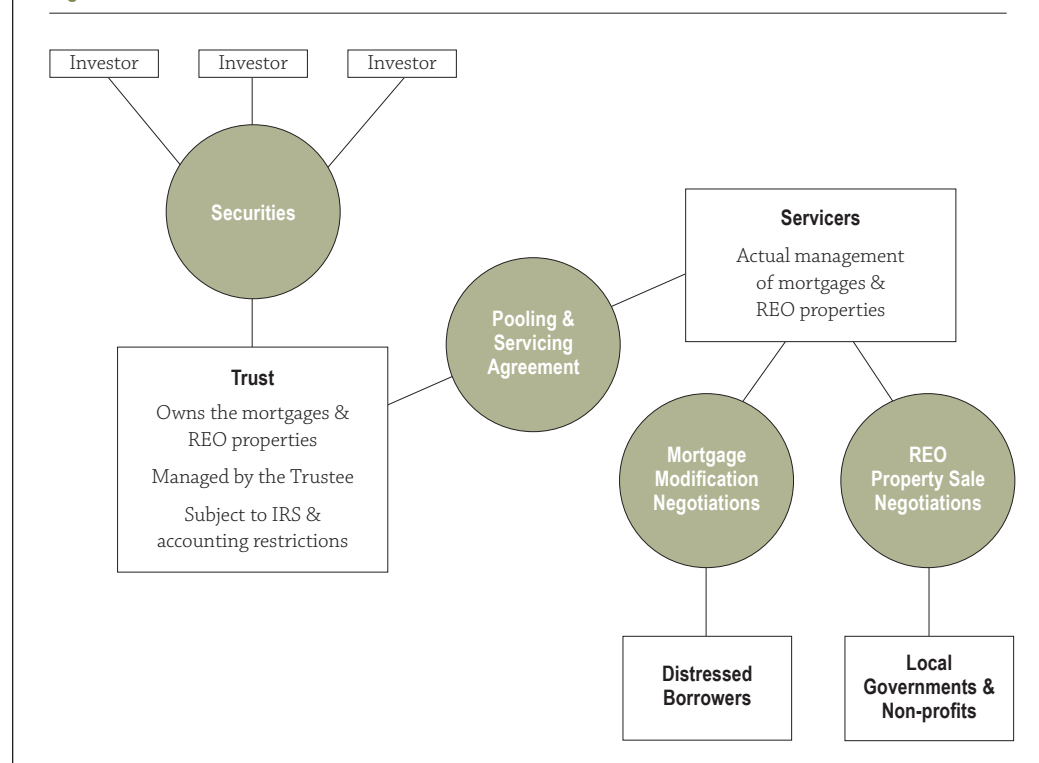 Investor
Investor
Investor
Securities
Servicers
Actual management
of mortgages &
REO properties
Pooling &
Servicing
Agreement
Trust
Owns the mortgages &
REO properties
Managed by the Trustee
Subject to IRS &
accounting restrictions
Mortgage
Modification
Negotiations
REO
Property Sale
Negotiations
Distressed
Borrowers
Local
Governments &
Non-profits